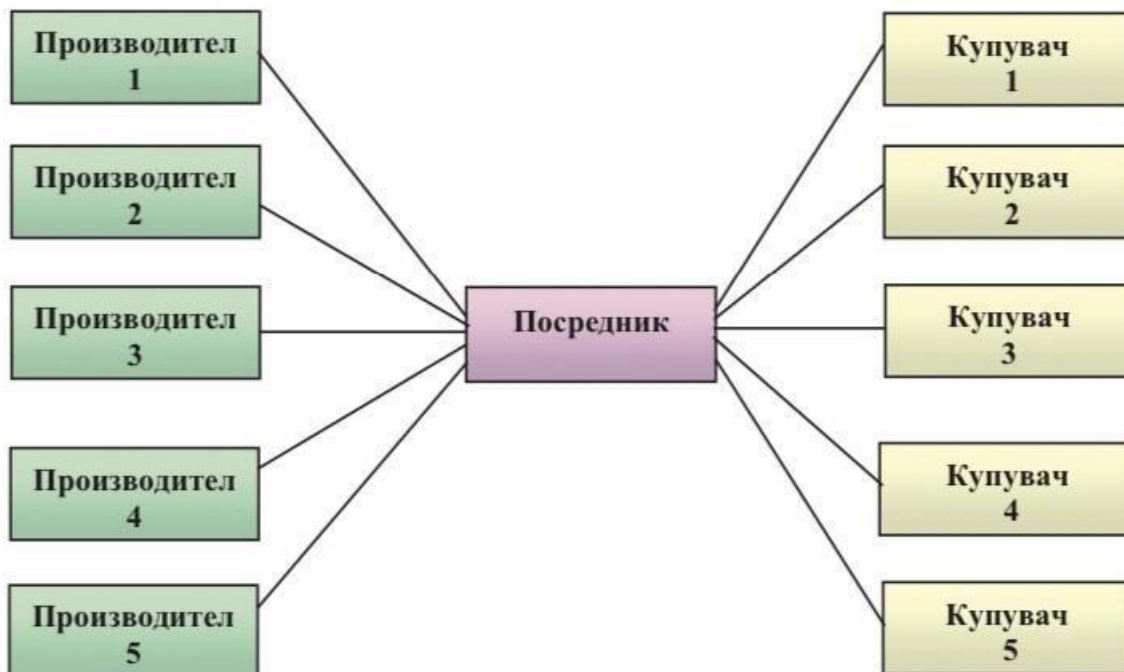 Производител
1
Производител
2
Производител
3
Производител
4
Производител
5
Посредник
Купувач
1
Купувач
2
Купувач
3
Купувач
4
Купувач
5